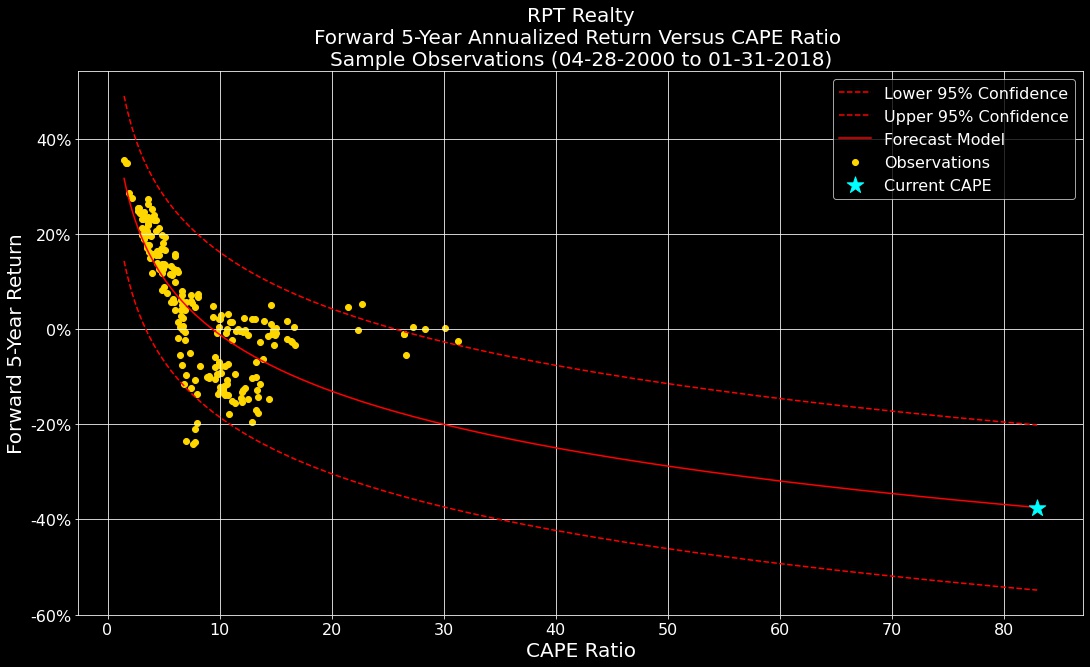 RPT Realty
Forward 5-Year Annualized Return Versus CAPE Ratio
Sample Observations (04-28-2000 to 01-31-2018)
Lower 95% Confidence
Upper 95% Confidence
Forecast Model
Observations
Current CAPE
Forward 5-Year Return
40%
20%
0%
-20%
-40%
-60%
0 10 20 30 40 50 60 70 80
CAPE Ratio